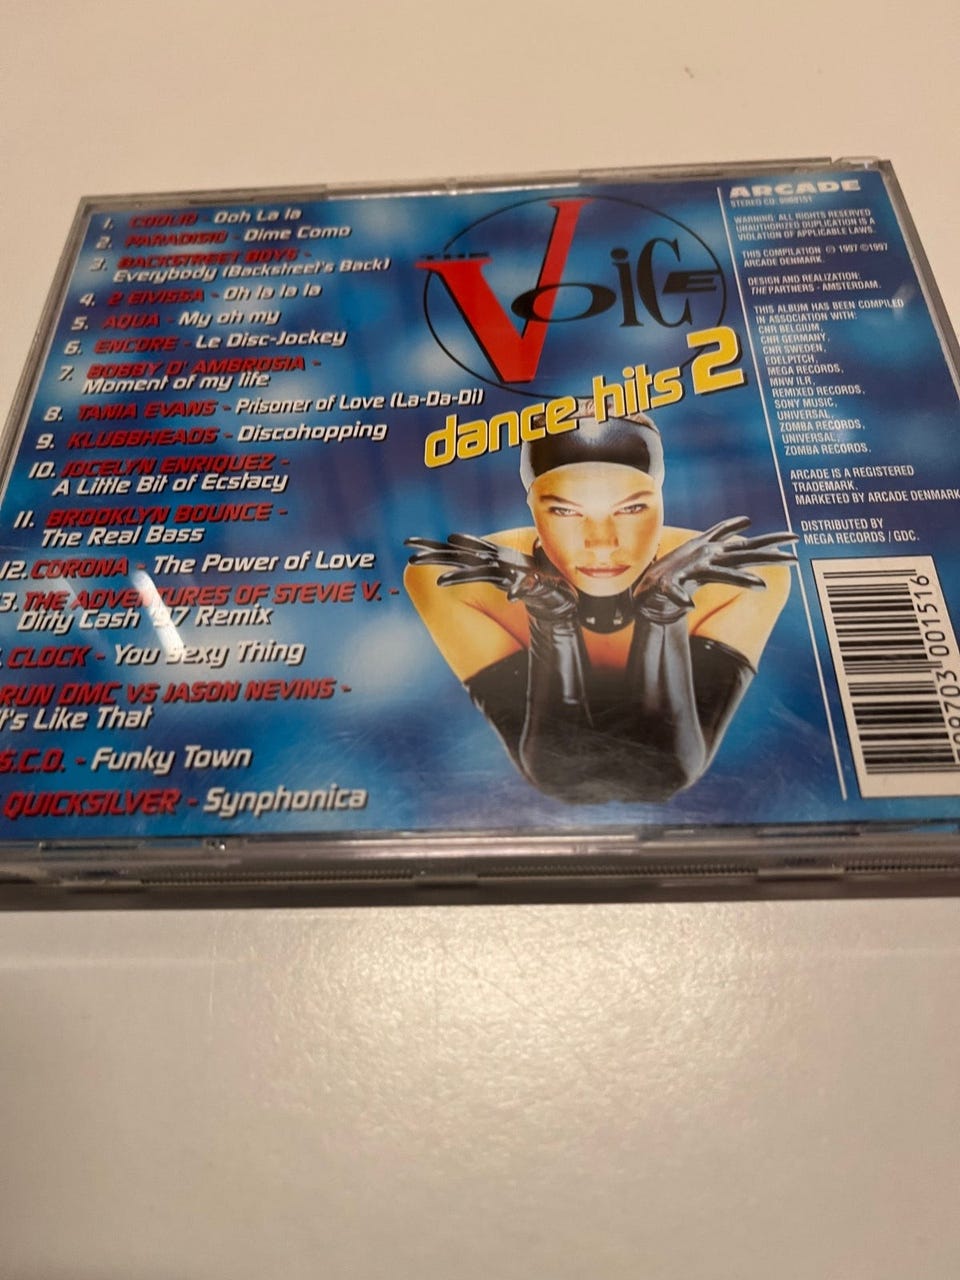 1. COOLIO - Ooh La la
2. PARADISIO - Dime Como
3. BACKSTREET BOYS -
Everybody (Backstreet's Back)
4. 2 EIVISSA - Oh la la la
5. AQUA - My oh my
6. ENCORE - Le Disc-Jockey
7. BOBBY D' AMBROSIA -
Moment of my life
8. TANIA EVANS - Prisoner of Love (La-Da-Di)
9. KLUBBHEADS - Discohopping
10. JOCELYN ENRIQUEZ -
A Little Bit of Ecstacy
11. BROOKLYN BOUNCE -
The Real Bass
12. CORONA - The Power of Love
3. THE ADVENTURES OF STEVIE V. -
Dirty Cash '97 Remix
. CLOCK - You Sexy Thing
RUN DMC VS JASON NEVINS -
t's Like That
S.C.O. - Funky Town
QUICKSILVER - Synphonica
THE VOICE
dance hits 2
ARCADE
STEREO CD:
WARNING: ALL RIGHTS RESERVED
UNAUTHORIZED DUPLICATION IS A
VIOLATION OF APPLICABLE LAWS.
THIS COMPILATION ℗ 1997 ©1997
ARCADE DENMARK.
DESIGN AND REALIZATION:
THE PARTNERS - AMSTERDAM.
THIS ALBUM HAS BEEN COMPILED
IN ASSOCIATION WITH:
CNR BELGIUM,
CNR GERMANY,
CNR SWEDEN,
EDELPITCH,
MEGA RECORDS,
MNW ILR,
REMIXED RECORDS,
SONY MUSIC,
UNIVERSAL,
ZOMBA RECORDS,
UNIVERSAL,
ZOMBA RECORDS.
ARCADE IS A REGISTERED
TRADEMARK.
MARKETED BY ARCADE DENMARK
DISTRIBUTED BY
MEGA RECORDS / GDC.
09703 001516